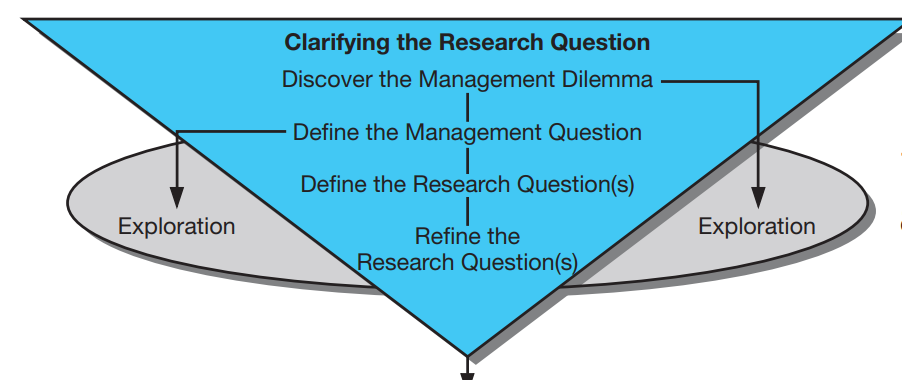 Clarifying the Research Question
Discover the Management Dilemma
Define the Management Question
Define the Research Question(s)
Exploration
Exploration
Refine the
Research Question(s)